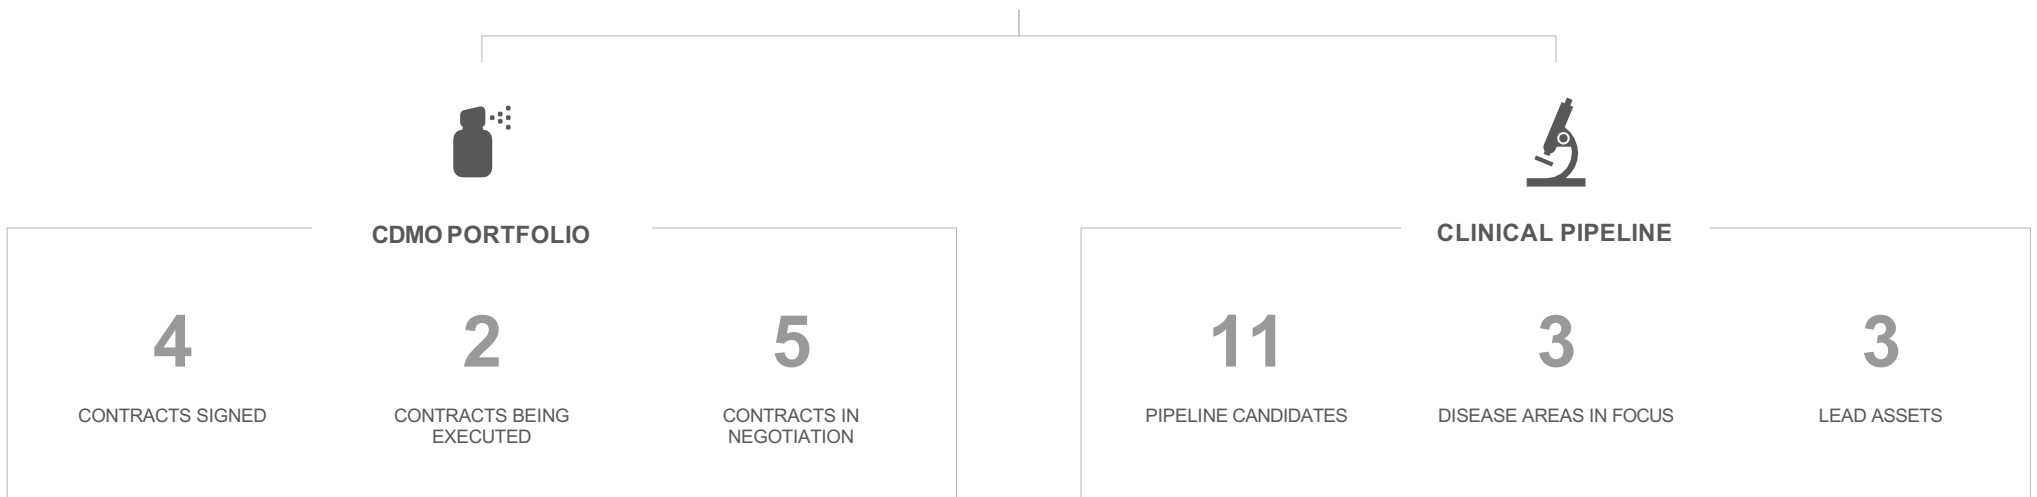 CDMO PORTFOLIO
4
CONTRACTS SIGNED
2
CONTRACTS BEING
EXECUTED
5
CONTRACTS IN
NEGOTIATION
CLINICAL PIPELINE
11
PIPELINE CANDIDATES
3
DISEASE AREAS IN FOCUS
3
LEAD ASSETS